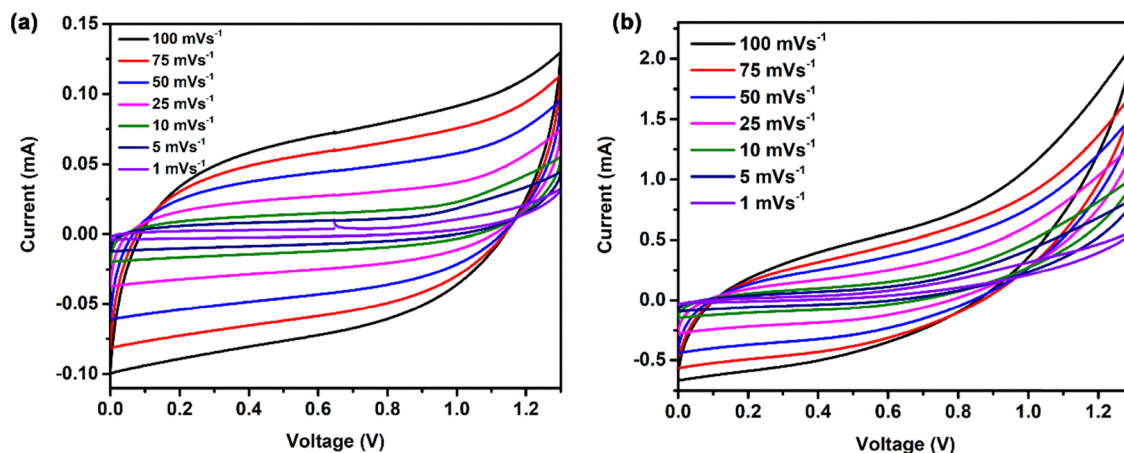 (a)
0.15
0.10
0.05
0.00
-0.05
-0.10
Current (mA)
100 mVs⁻¹
75 mVs⁻¹
50 mVs⁻¹
25 mVs⁻¹
10 mVs⁻¹
5 mVs⁻¹
1 mVs⁻¹
0.0 0.2 0.4 0.6 0.8 1.0 1.2
Voltage (V)
(b)
2.0
1.5
1.0
0.5
0.0
-0.5
Current (mA)
100 mVs⁻¹
75 mVs⁻¹
50 mVs⁻¹
25 mVs⁻¹
10 mVs⁻¹
5 mVs⁻¹
1 mVs⁻¹
0.0 0.2 0.4 0.6 0.8 1.0 1.2
Voltage (V)